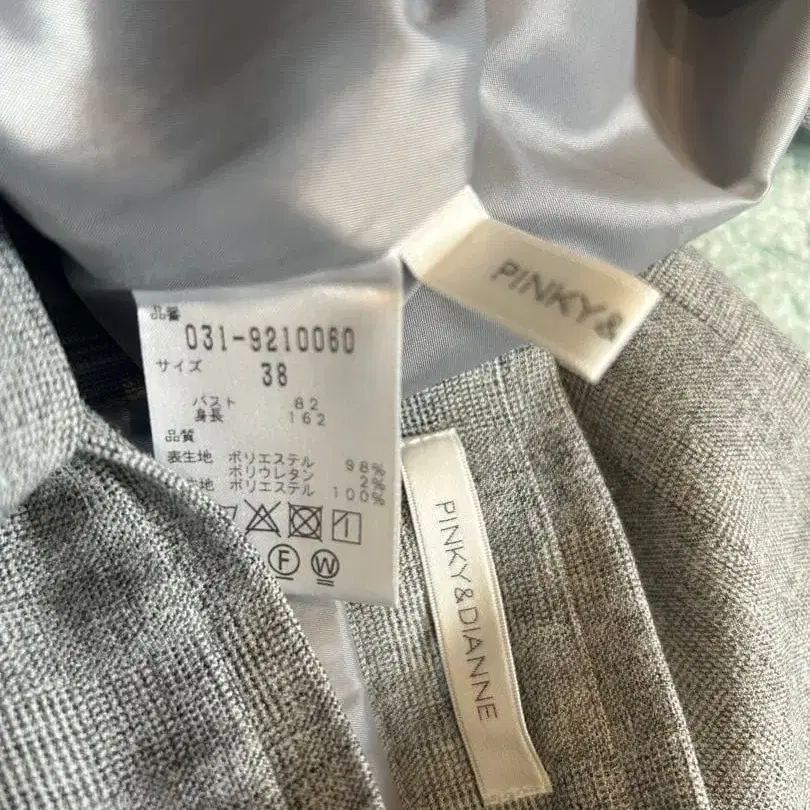 品番
031-9210060
サイズ
38
バスト 82
身長 162
品質
表生地 ポリエステル 98%
ポリウレタン 2%
生地 ポリエステル 100%
F W
PINKY&
PINKY&DIANNE